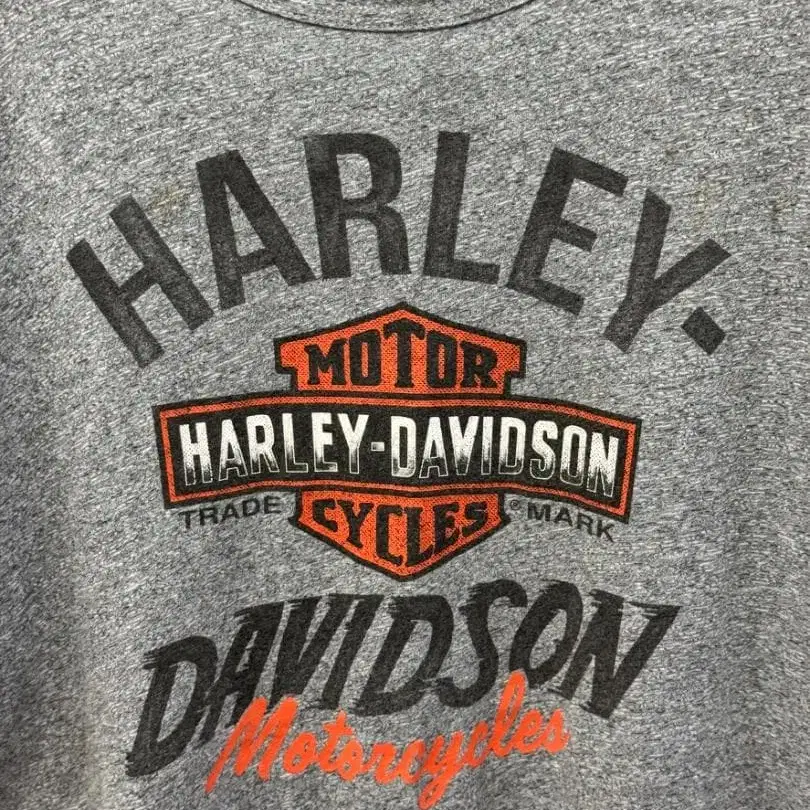 HARLEY-
MOTOR
HARLEY-DAVIDSON
TRADE ® MARK
CYCLES
DAVIDSON
Motorcycles